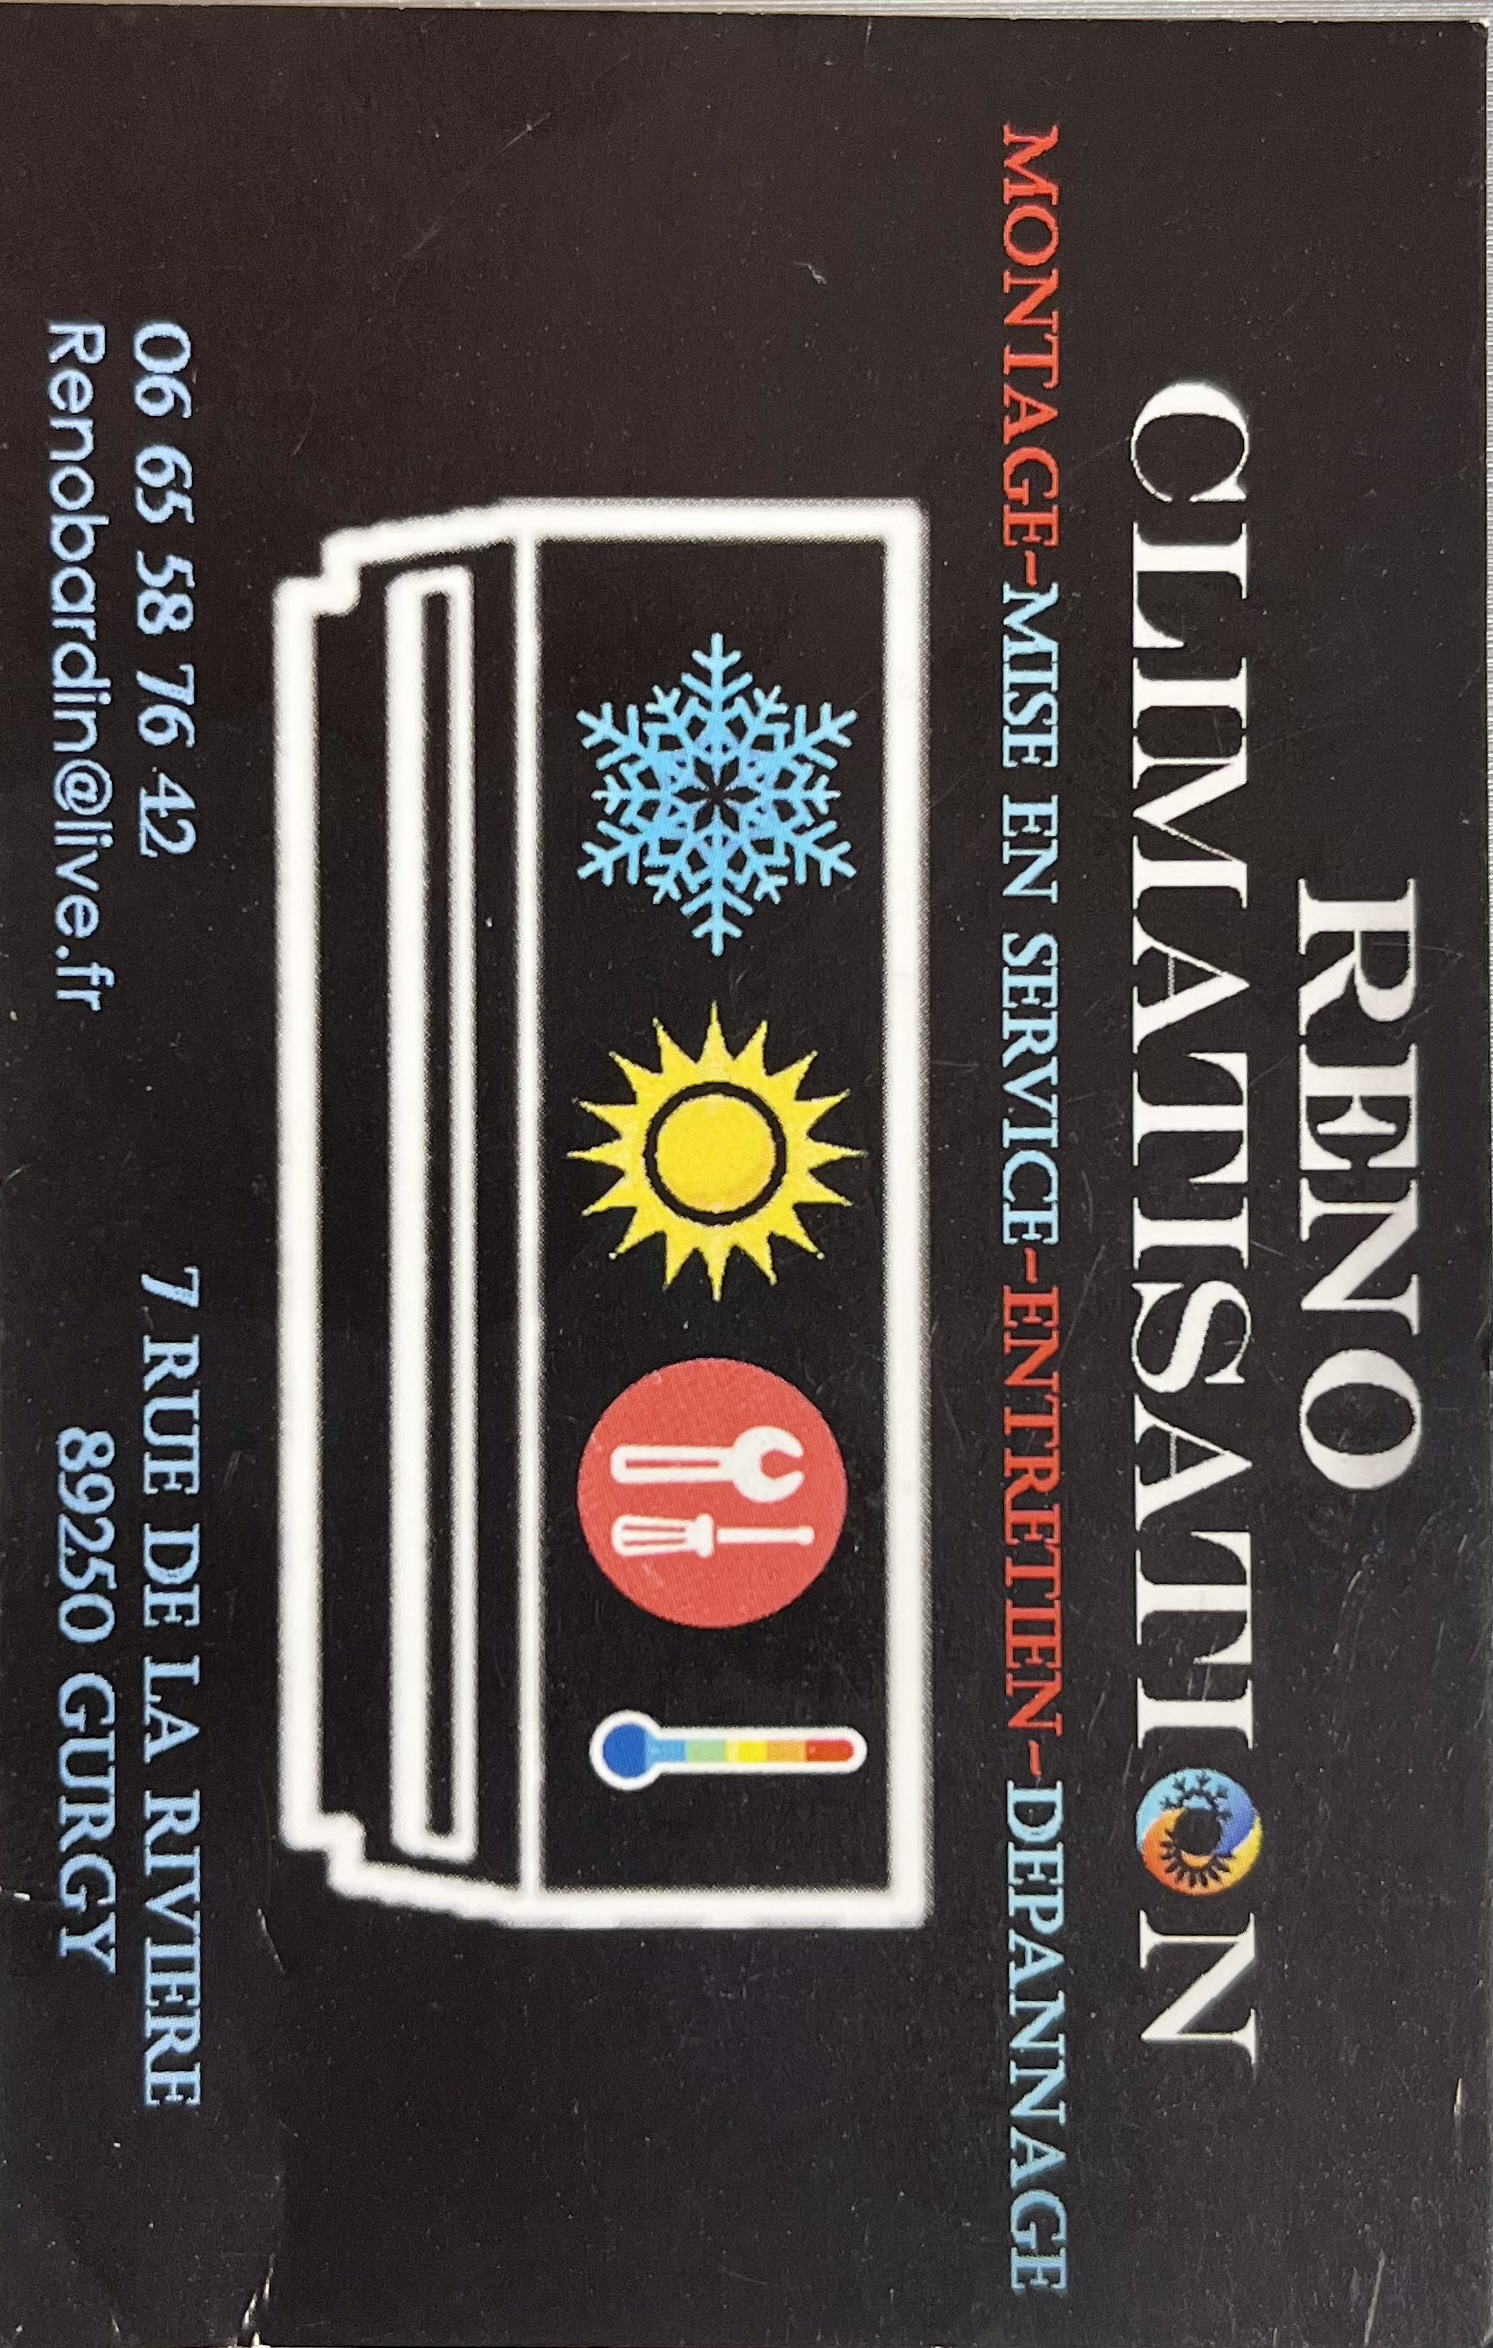 RENO
CLIMATISATION
MONTAGE-MISE EN SERVICE-ENTRETIEN-DEPANNAGE
06 65 58 76 42
7 RUE DE LA RIVIERE
Renobardin@live.fr
89250 GURGY